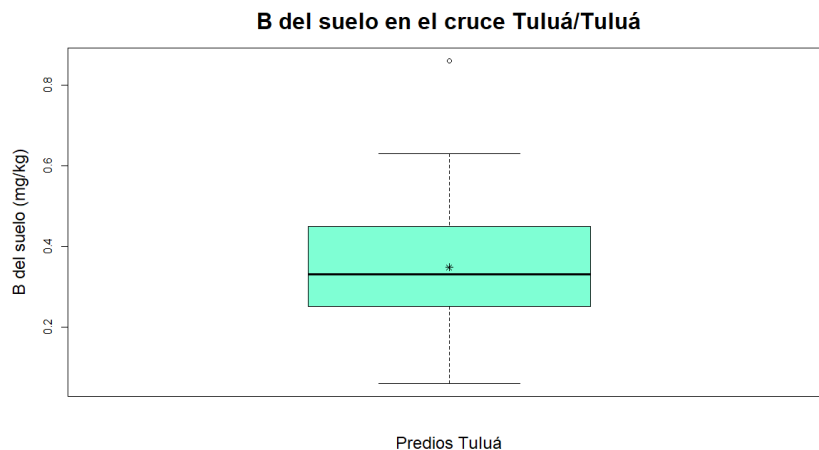 B del suelo en el cruce Tuluá/Tuluá
B del suelo (mg/kg)
0.8
0.6
0.4
0.2
Predios Tuluá